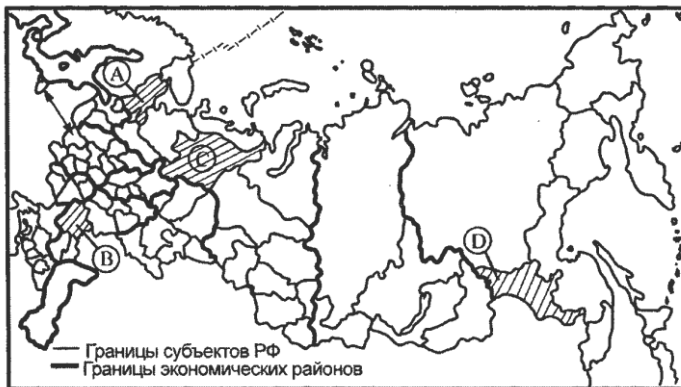 A
C
D
B
Границы субъектов РФ
Границы экономических районов